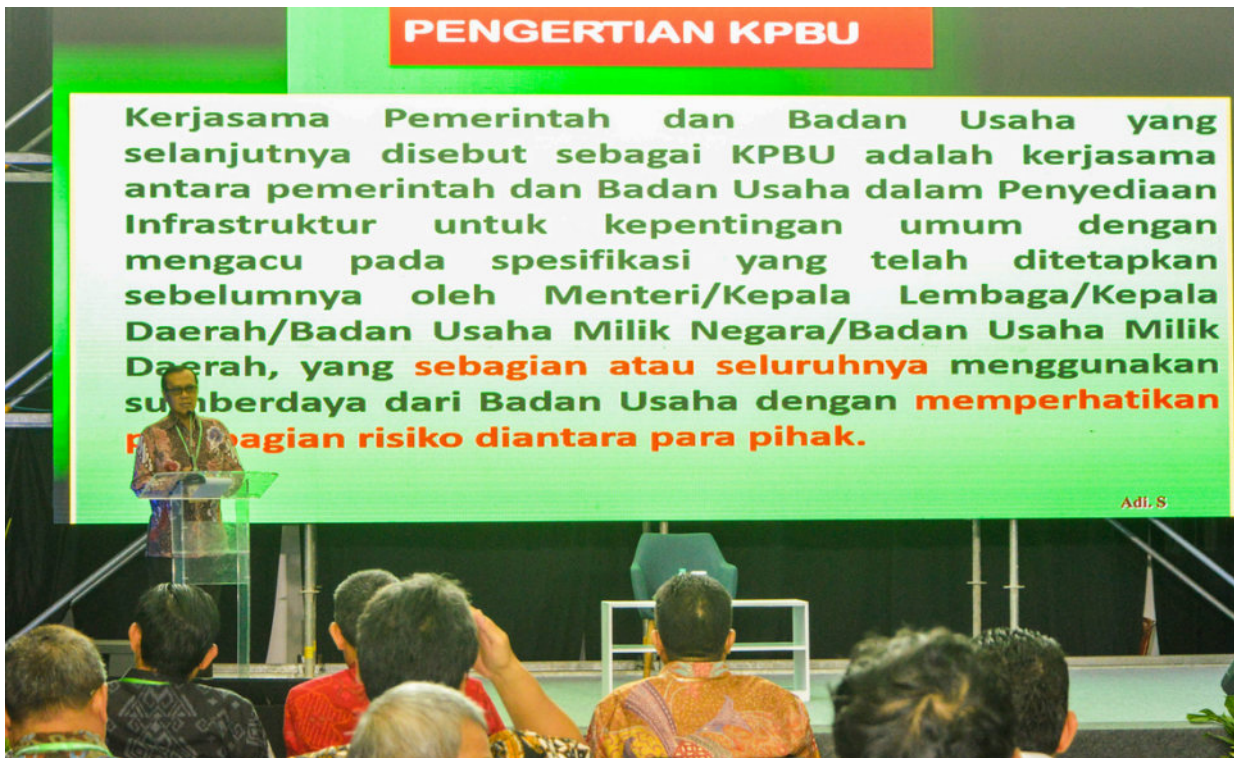 PENGERTIAN KPBU
Kerjasama Pemerintah dan Badan Usaha yang
selanjutnya disebut sebagai KPBU adalah kerjasama
antara pemerintah dan Badan Usaha dalam Penyediaan
Infrastruktur untuk kepentingan umum dengan
mengacu pada spesifikasi yang telah ditetapkan
sebelumnya oleh Menteri/Kepala Lembaga/Kepala
Daerah/Badan Usaha Milik Negara/Badan Usaha Milik
Daerah, yang sebagian atau seluruhnya menggunakan
sumberdaya dari Badan Usaha dengan memperhatikan
risiko diantara para pihak.
Adi. S